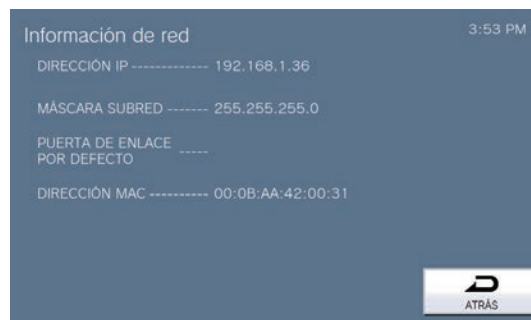 Información de red
3:53 PM
DIRECCIÓN IP ------------- 192.168.1.36
MÁSCARA SUBRED ------- 255.255.255.0
PUERTA DE ENLACE
POR DEFECTO -----
DIRECCIÓN MAC ---------- 00:0B:AA:42:00:31
ATRÁS